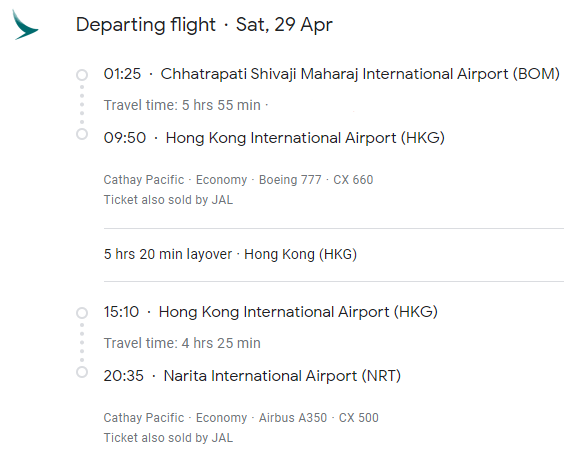 Departing flight · Sat, 29 Apr
01:25 · Chhatrapati Shivaji Maharaj International Airport (BOM)
Travel time: 5 hrs 55 min ·
09:50 · Hong Kong International Airport (HKG)
Cathay Pacific · Economy · Boeing 777 · CX 660
Ticket also sold by JAL
5 hrs 20 min layover · Hong Kong (HKG)
15:10 · Hong Kong International Airport (HKG)
Travel time: 4 hrs 25 min
20:35 · Narita International Airport (NRT)
Cathay Pacific · Economy · Airbus A350 · CX 500
Ticket also sold by JAL